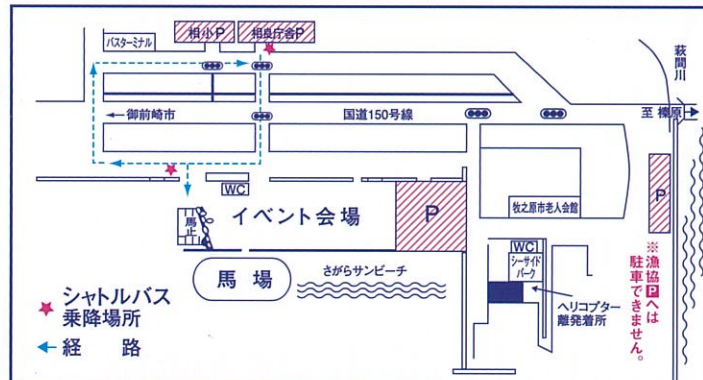 相小P
相良庁舎P
バスターミナル
萩間川
御前崎市
国道150号線
至 榛原
WC
イベント会場
P
馬止
馬場
さがらサンビーチ
牧之原市老人会館
P
WC
シーサイド
パーク
ヘリコプター
離発着所
※漁協Pへは
駐車できません。
シャトルバス
乗降場所
経路